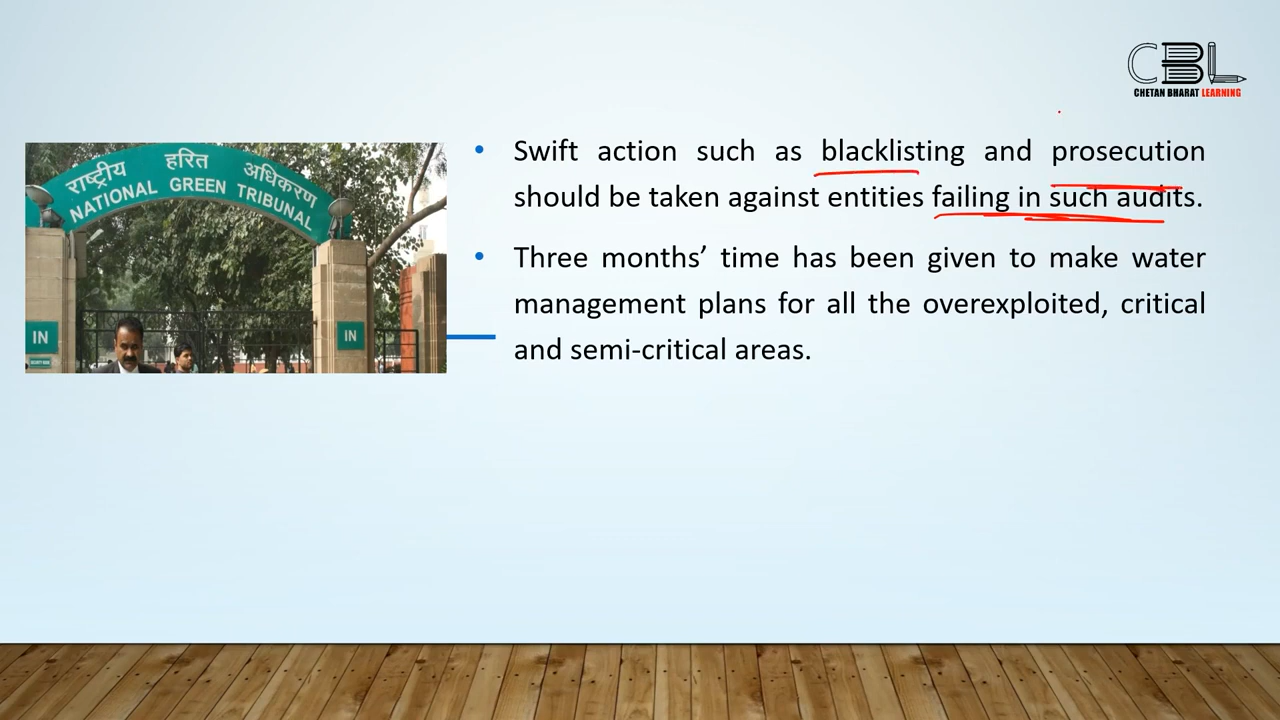 राष्ट्रीय हरित अधिकरण
NATIONAL GREEN TRIBUNAL
IN
IN
CBL
CHETAN BHARAT LEARNING
• Swift action such as blacklisting and prosecution
should be taken against entities failing in such audits.
• Three months’ time has been given to make water
management plans for all the overexploited, critical
and semi-critical areas.